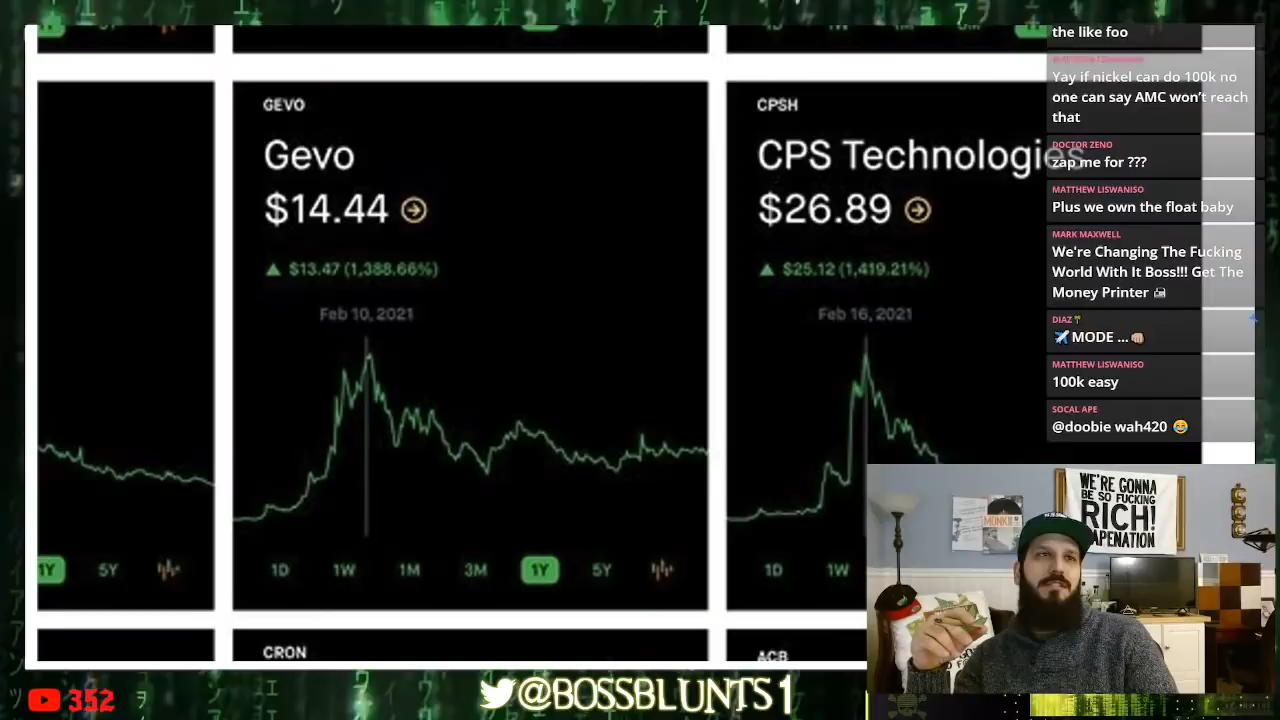 GEVO
Gevo
$14.44
▲ $13.47 (1,388.66%)
Feb 10, 2021
1Y 5Y
1D 1W 1M 3M 1Y 5Y
CRON
CPSH
CPS Technologies
$26.89
▲ $25.12 (1,419.21%)
Feb 16, 2021
1D 1W
ACB
the like foo
Yay if nickel can do 100k no
one can say AMC won't reach
that
DOCTOR ZENO
zap me for ???
MATTHEW LISWANISO
Plus we own the float baby
MARK MAXWELL
We're Changing The Fucking
World With It Boss!!! Get The
Money Printer
DIAZ
MODE ...
MATTHEW LISWANISO
100k easy
SOCAL APE
@doobie wah420
WE'RE GONNA
BE SO FUCKING
RICH!
APENATION
352
@BOSSBLUNTS1